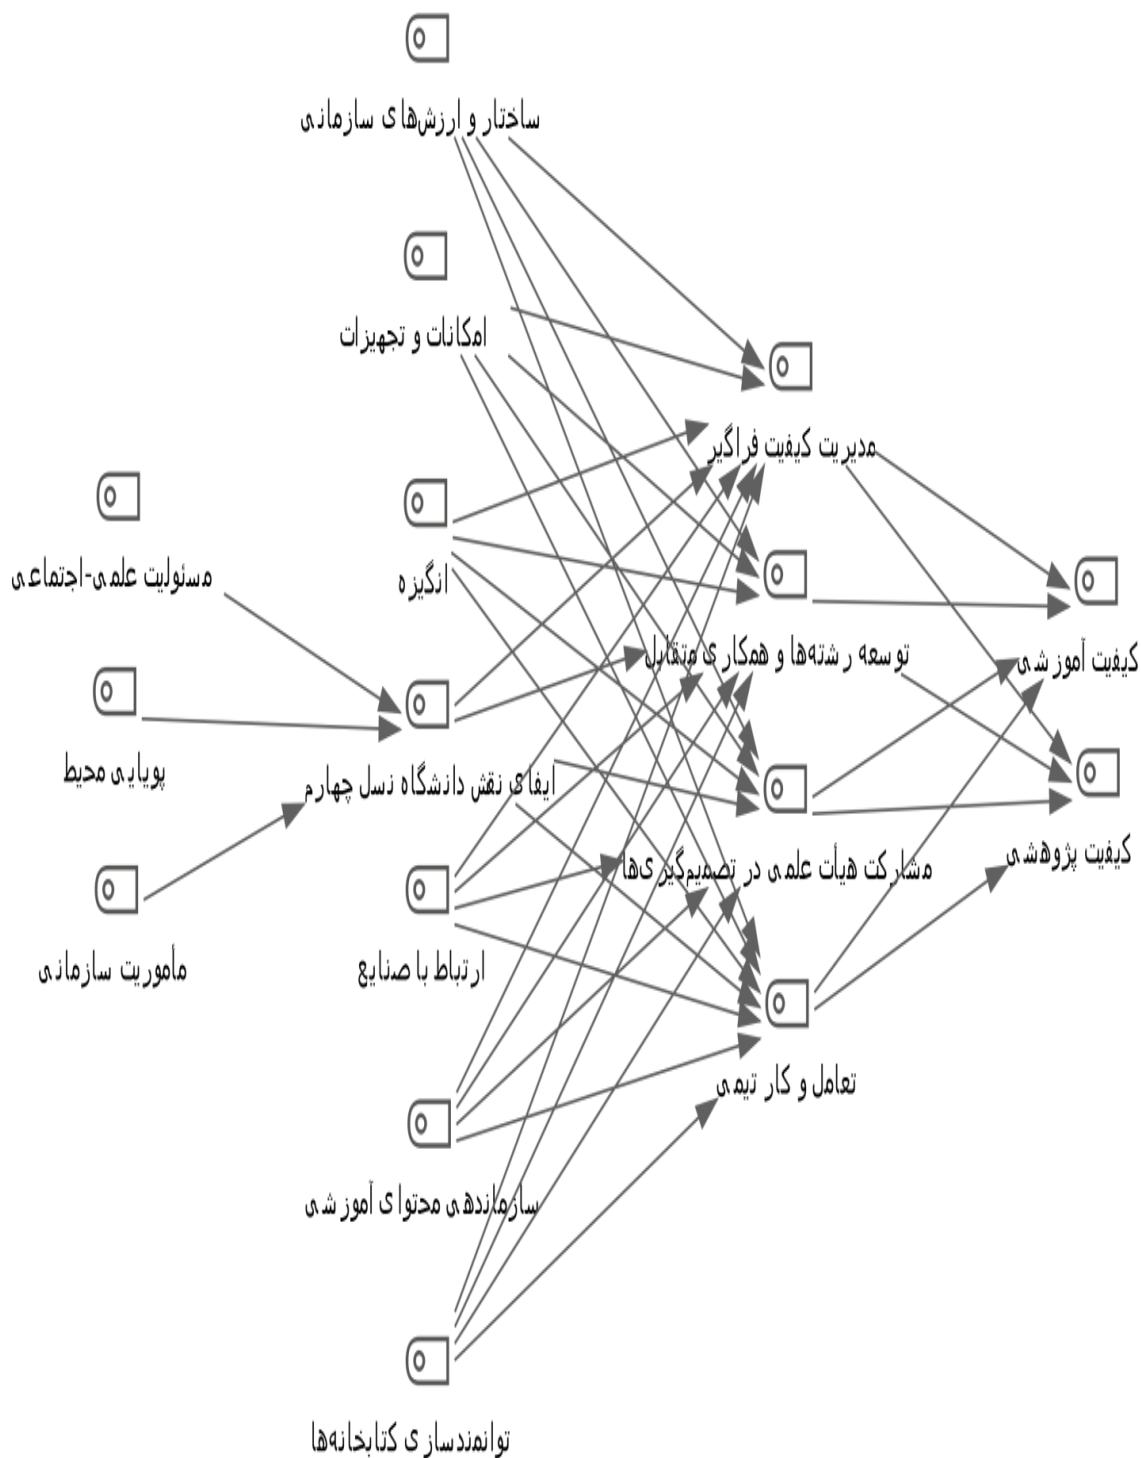 ساختار و ارزش‌های سازمانی
امکانات و تجهیزات
مدیریت کیفیت فراگیر
مسئولیت علمی-اجتماعی
انگیزه
توسعه رشته‌ها و همکاری متقابل
کیفیت آموزشی
پویایی محیط
ایفای نقش دانشگاه نسل چهارم
مشارکت هیأت علمی در تصمیم‌گیری‌ها
کیفیت پژوهشی
مأموریت سازمانی
ارتباط با صنایع
تعامل و کار تیمی
سازماندهی محتوای آموزشی
توانمندسازی کتابخانه‌ها